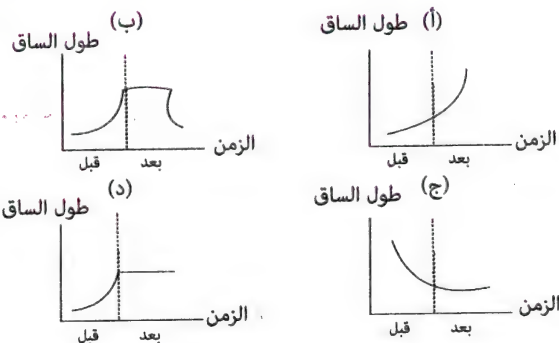 (أ) طول الساق
الزمن
قبل بعد
(ب)
طول الساق
الزمن
قبل بعد
(ج) طول الساق
الزمن
قبل بعد
(د)
طول الساق
الزمن
قبل بعد